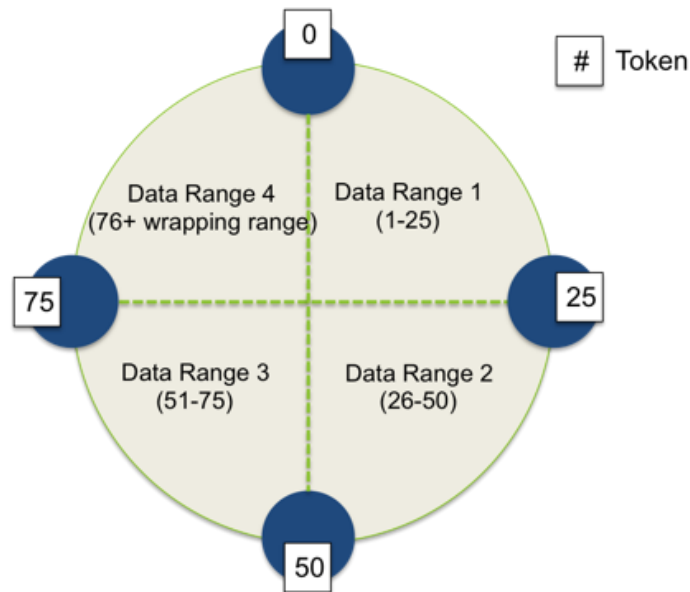 0
# Token
Data Range 4
(76+ wrapping range)
Data Range 1
(1-25)
75
25
Data Range 3
(51-75)
Data Range 2
(26-50)
50